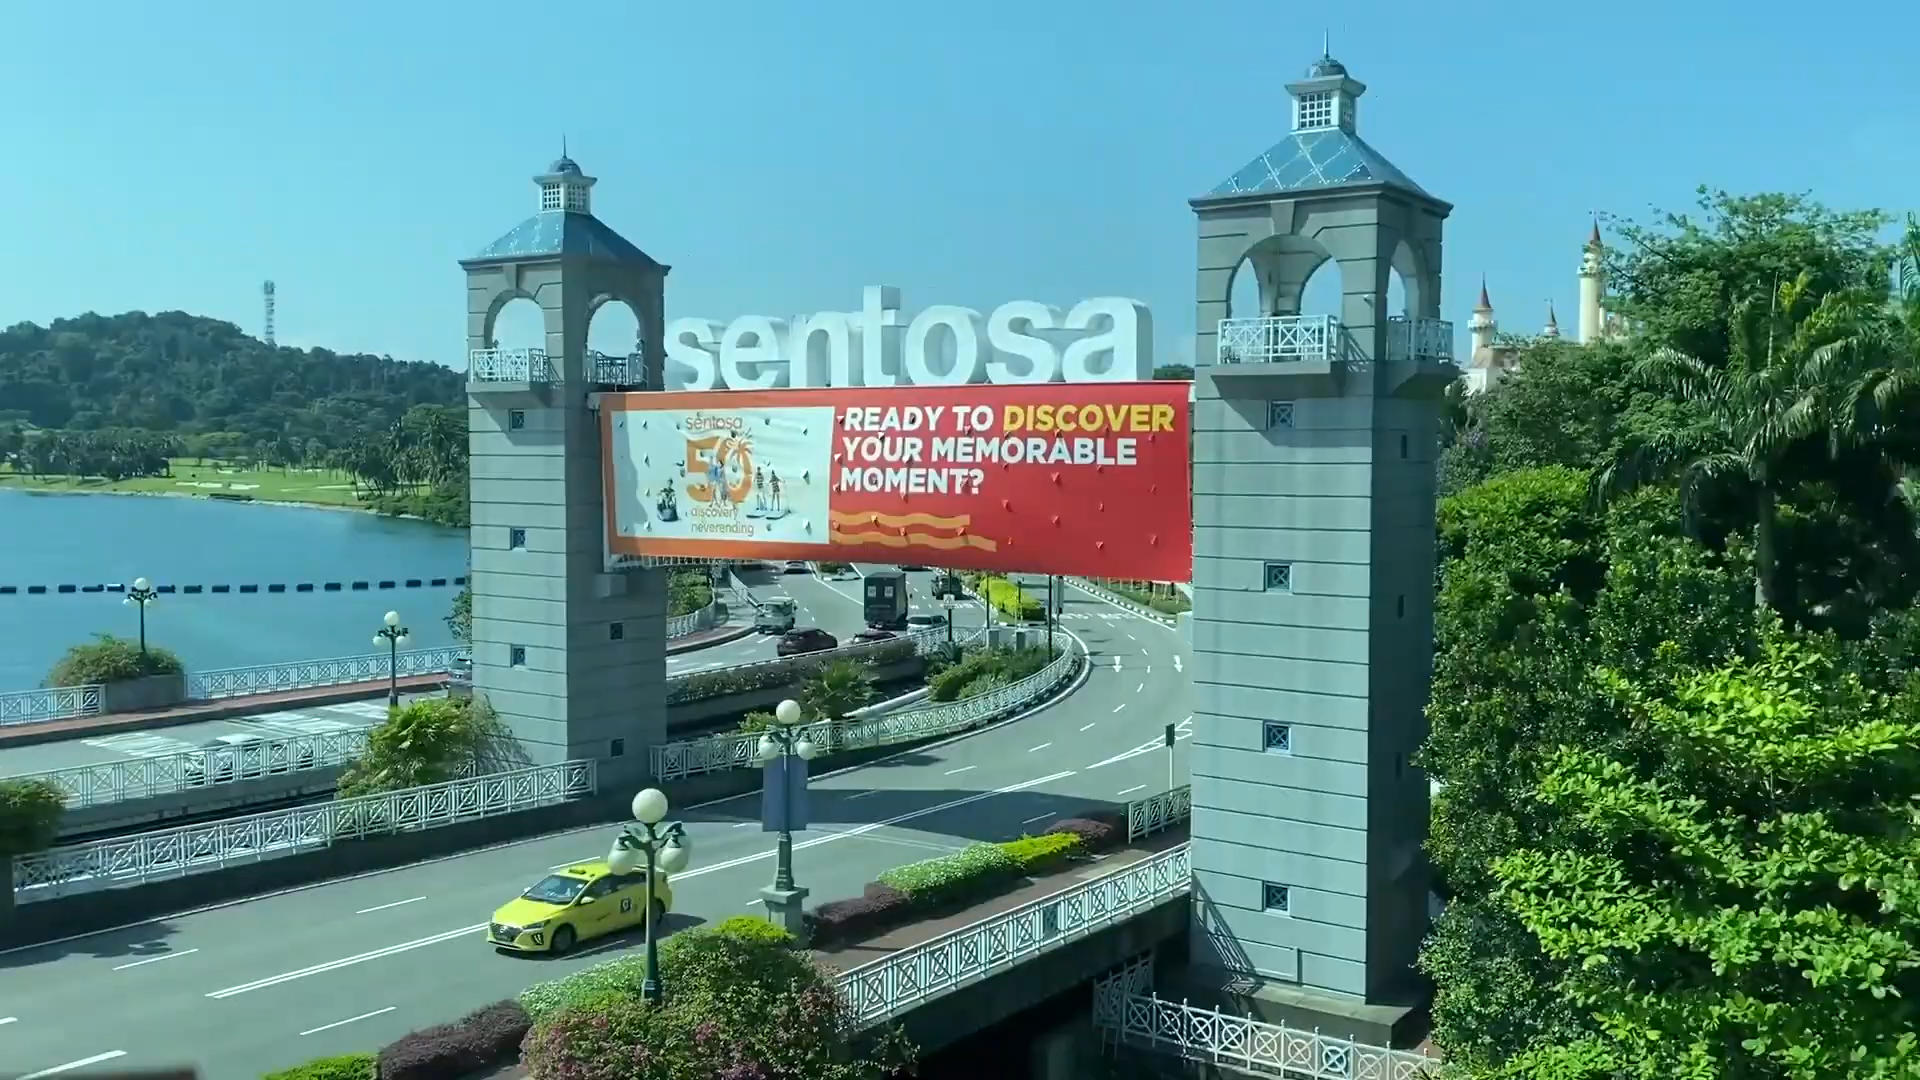 sentosa
sentosa
50
discovery
neverending
READY TO DISCOVER
YOUR MEMORABLE
MOMENT?